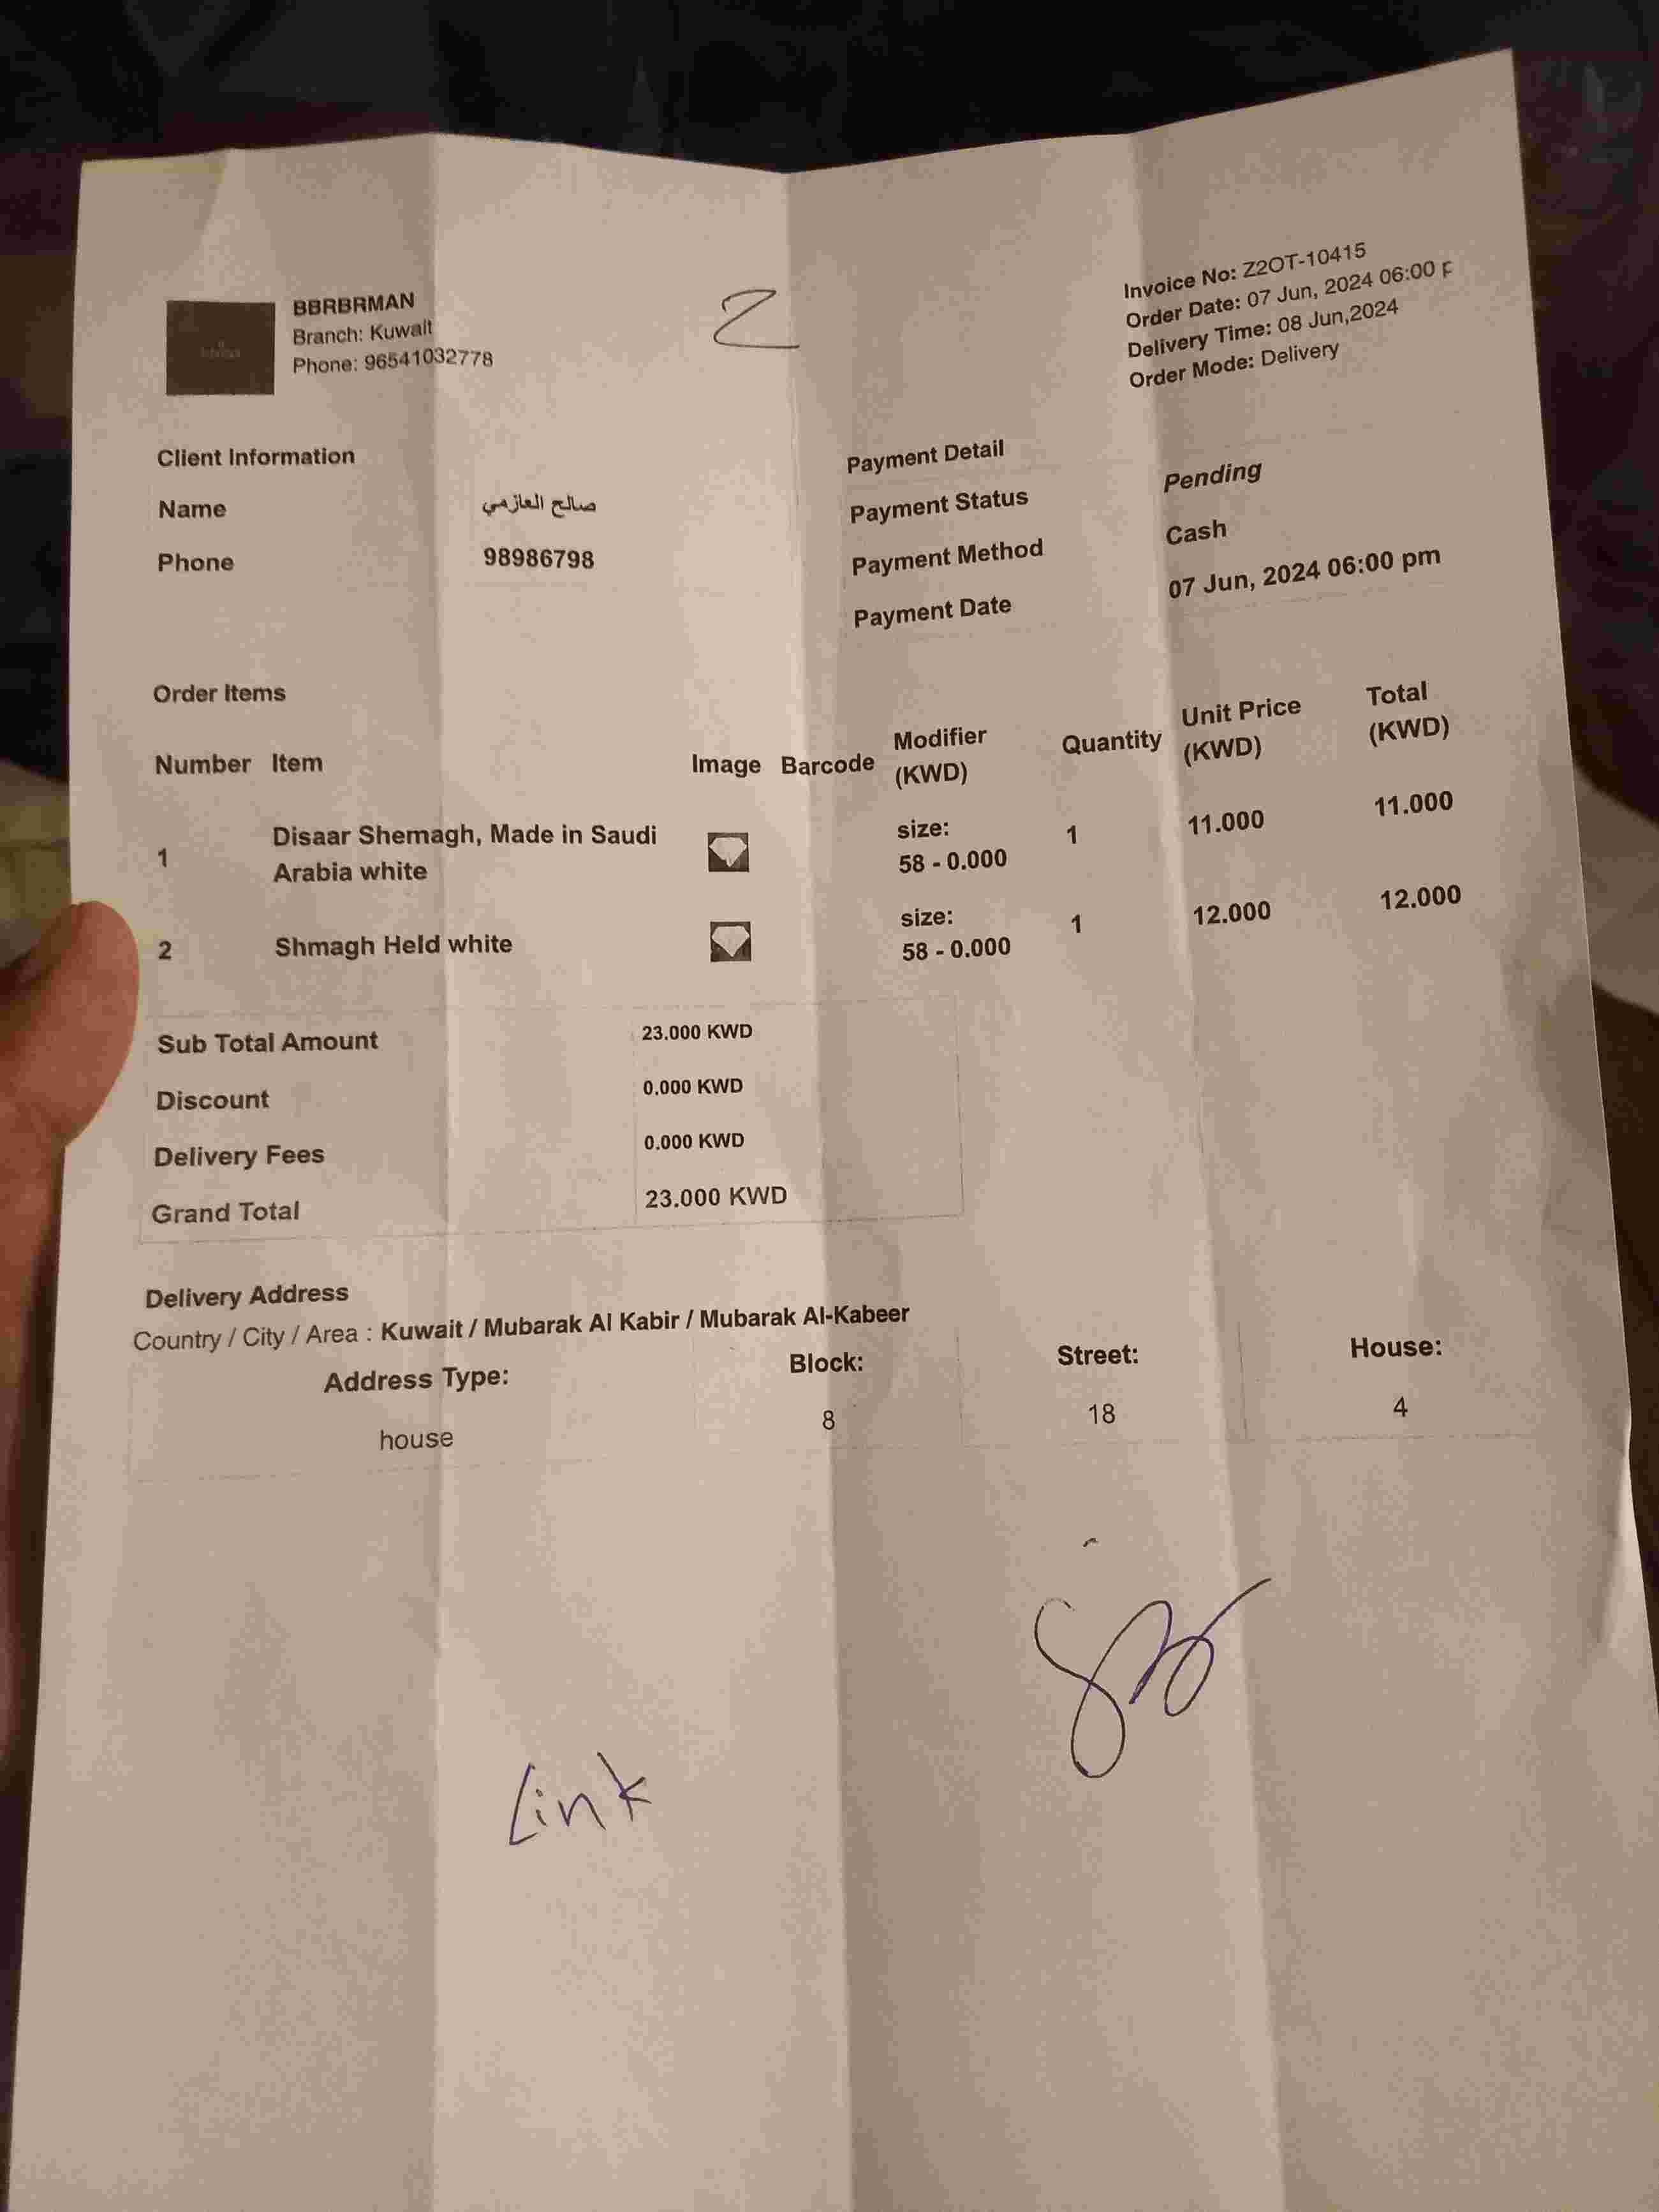 BBRBRMAN
Branch: Kuwait
Phone: 96541032778
2
Invoice No: Z2OT-10415
Order Date: 07 Jun, 2024 06:00 p
Delivery Time: 08 Jun,2024
Order Mode: Delivery
Client Information
Name صالح العازمي
Phone 98986798
Payment Detail
Payment Status Pending
Payment Method Cash
Payment Date 07 Jun, 2024 06:00 pm
Order Items
Number Item Image Barcode Modifier (KWD) Quantity Unit Price (KWD) Total (KWD)
1 Disaar Shemagh, Made in Saudi Arabia white size: 58 - 0.000 1 11.000 11.000
2 Shmagh Held white size: 58 - 0.000 1 12.000 12.000
Sub Total Amount 23.000 KWD
Discount 0.000 KWD
Delivery Fees 0.000 KWD
Grand Total 23.000 KWD
Delivery Address
Country / City / Area : Kuwait / Mubarak Al Kabir / Mubarak Al-Kabeer
Address Type: Block: Street: House:
house 8 18 4
Link